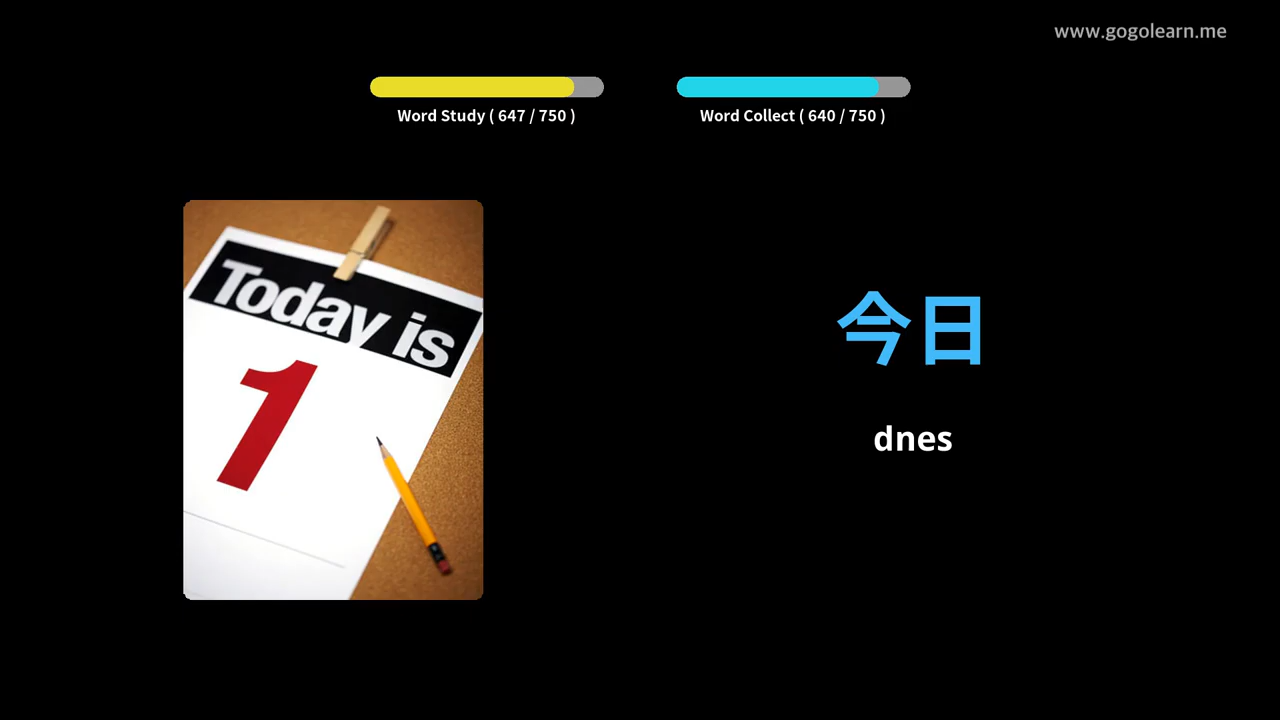 www.gogolearn.me
Word Study ( 647 / 750 )
Word Collect ( 640 / 750 )
Today is
1
今日
dnes